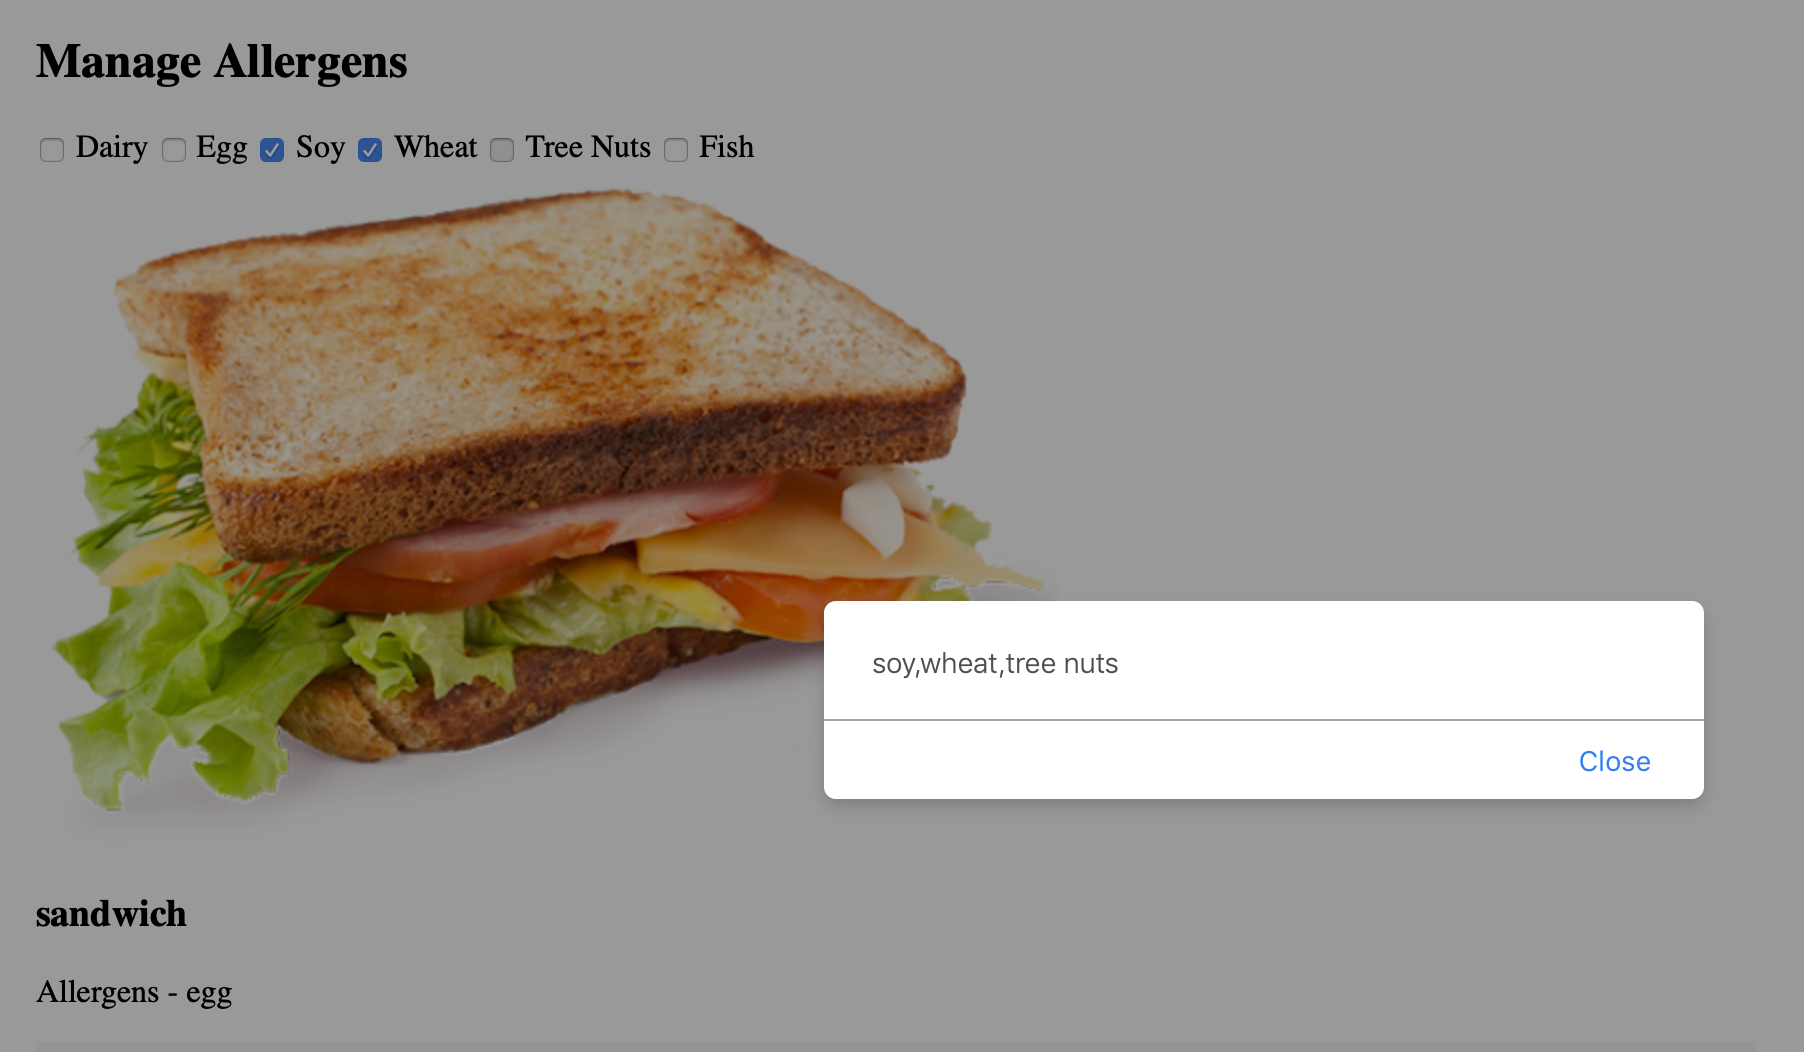 Manage Allergens
Dairy Egg Soy Wheat Tree Nuts Fish
soy,wheat,tree nuts
Close
sandwich
Allergens - egg